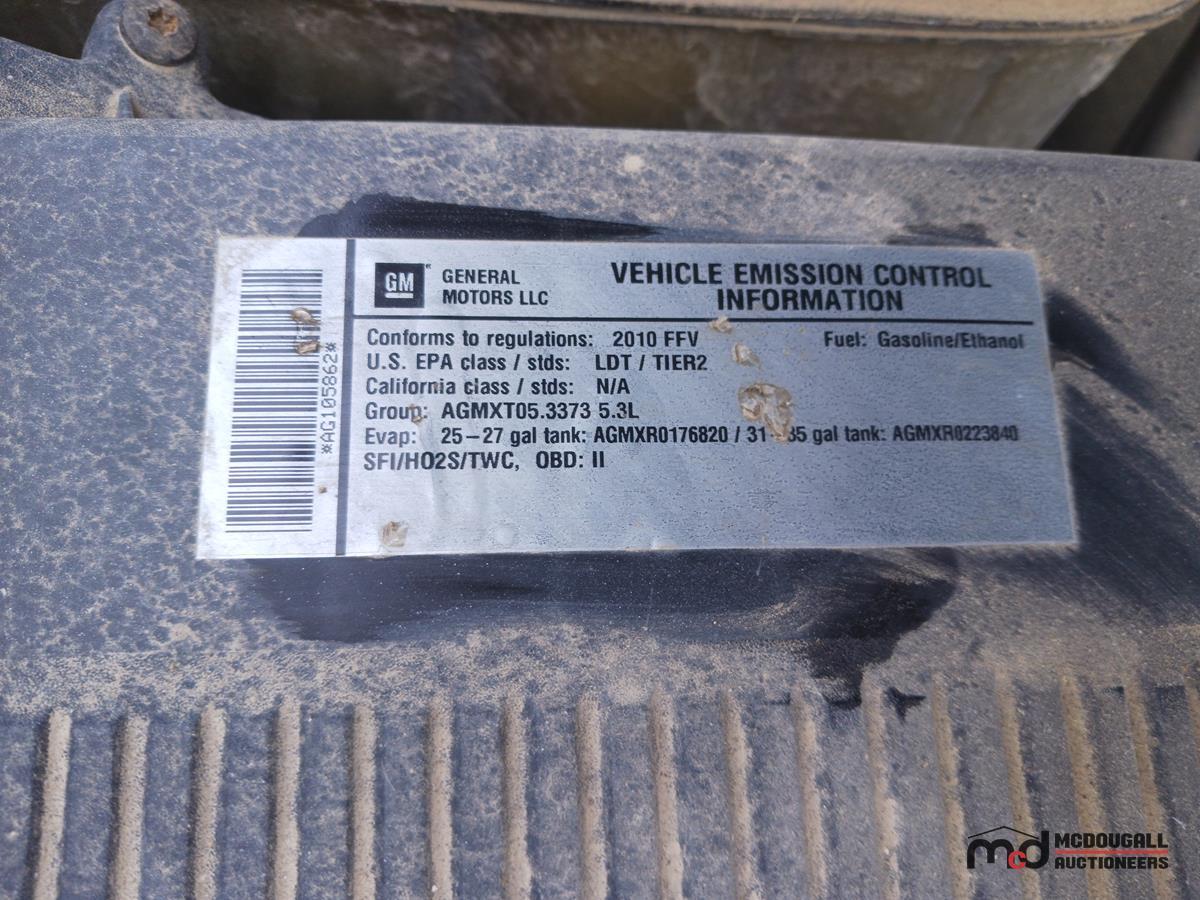 *AG105862*
GM
GENERAL
MOTORS LLC
VEHICLE EMISSION CONTROL
INFORMATION
Conforms to regulations: 2010 FFV Fuel: Gasoline/Ethanol
U.S. EPA class / stds: LDT / TIER2
California class / stds: N/A
Group: AGMXT05.3373 5.3L
Evap: 25–27 gal tank: AGMXR0176820 / 31–35 gal tank: AGMXR0223840
SFI/HO2S/TWC, OBD: II
mcd
MCDOUGALL
AUCTIONEERS